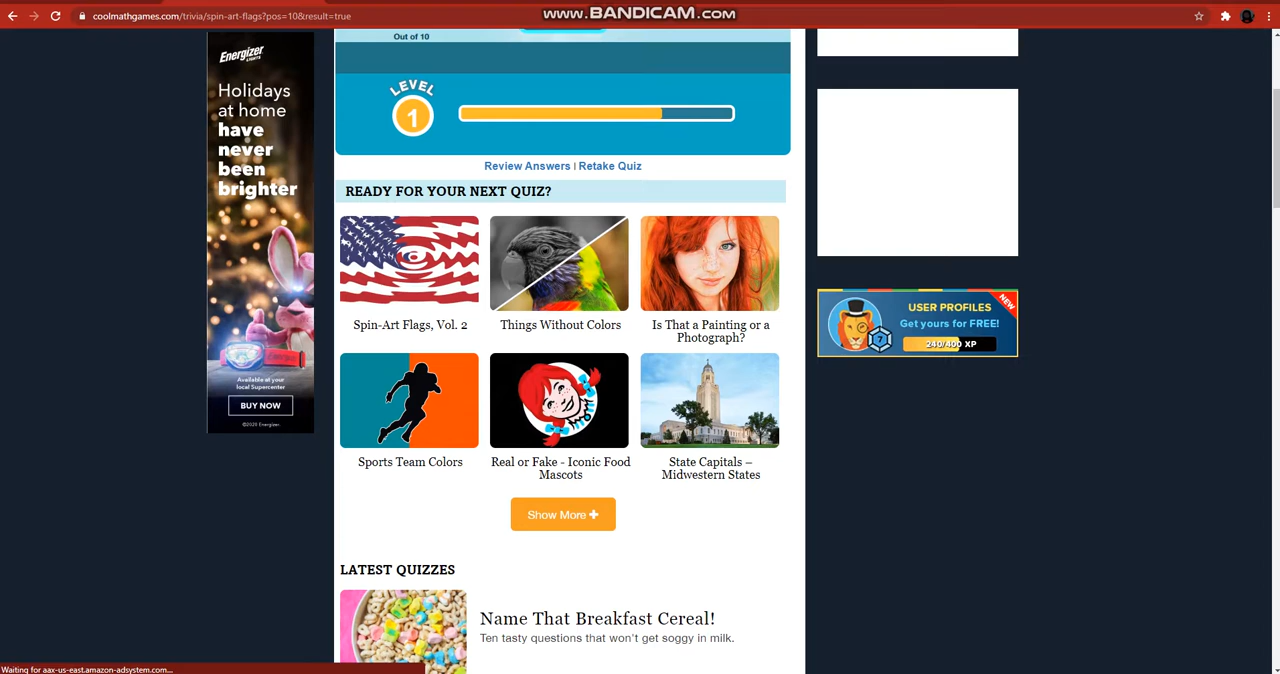 coolmathgames.com/trivia/spin-art-flags?pos=10&result=true
www.BANDICAM.com
Energizer
LIGHTS
Holidays
at home
have
never
been
brighter
Available at your
local Supercenter
BUY NOW
©2020 Energizer
Out of 10
LEVEL
1
Review Answers | Retake Quiz
READY FOR YOUR NEXT QUIZ?
Spin-Art Flags, Vol. 2
Things Without Colors
Is That a Painting or a
Photograph?
Sports Team Colors
Real or Fake - Iconic Food
Mascots
State Capitals –
Midwestern States
Show More +
LATEST QUIZZES
Name That Breakfast Cereal!
Ten tasty questions that won't get soggy in milk.
NEW
USER PROFILES
Get yours for FREE!
7
240/400 XP
Waiting for aax-us-east.amazon-adsystem.com...